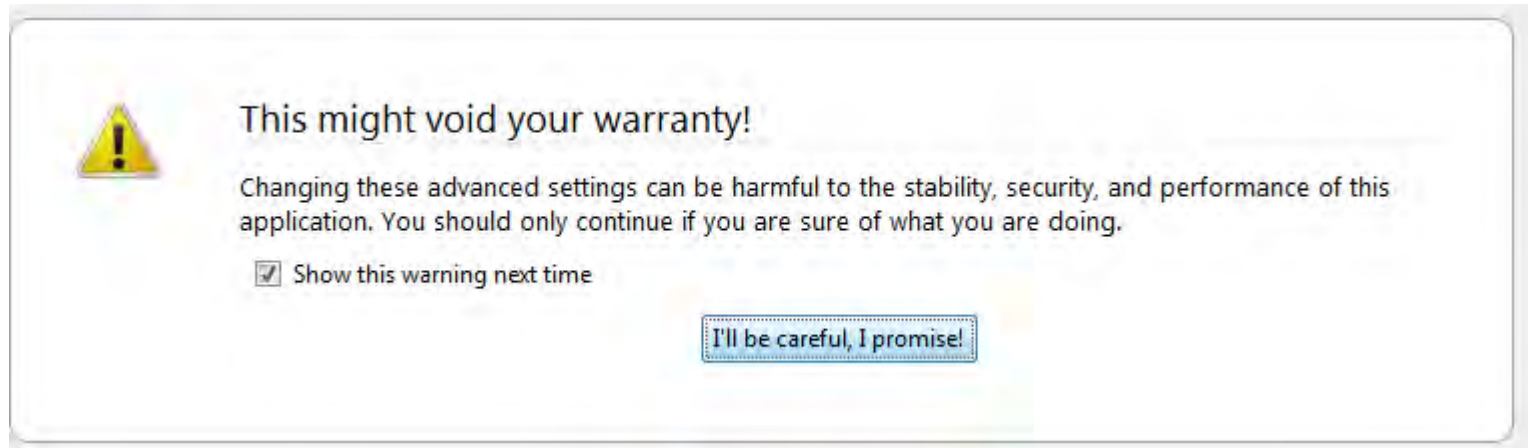 This might void your warranty!
Changing these advanced settings can be harmful to the stability, security, and performance of this
application. You should only continue if you are sure of what you are doing.
Show this warning next time
I'll be careful, I promise!